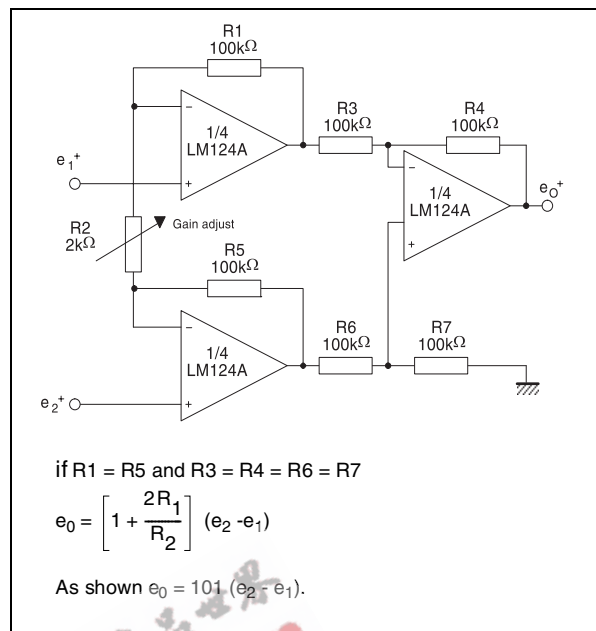 R1
100kΩ
R3
100kΩ
R4
100kΩ
1/4
LM124A
e1+
eO+
1/4
LM124A
R2
2kΩ
Gain adjust
R5
100kΩ
R6
100kΩ
R7
100kΩ
1/4
LM124A
e2+
if R1 = R5 and R3 = R4 = R6 = R7
e0 = [1 + 2R1/R2] (e2 -e1)
As shown e0 = 101 (e2 - e1).